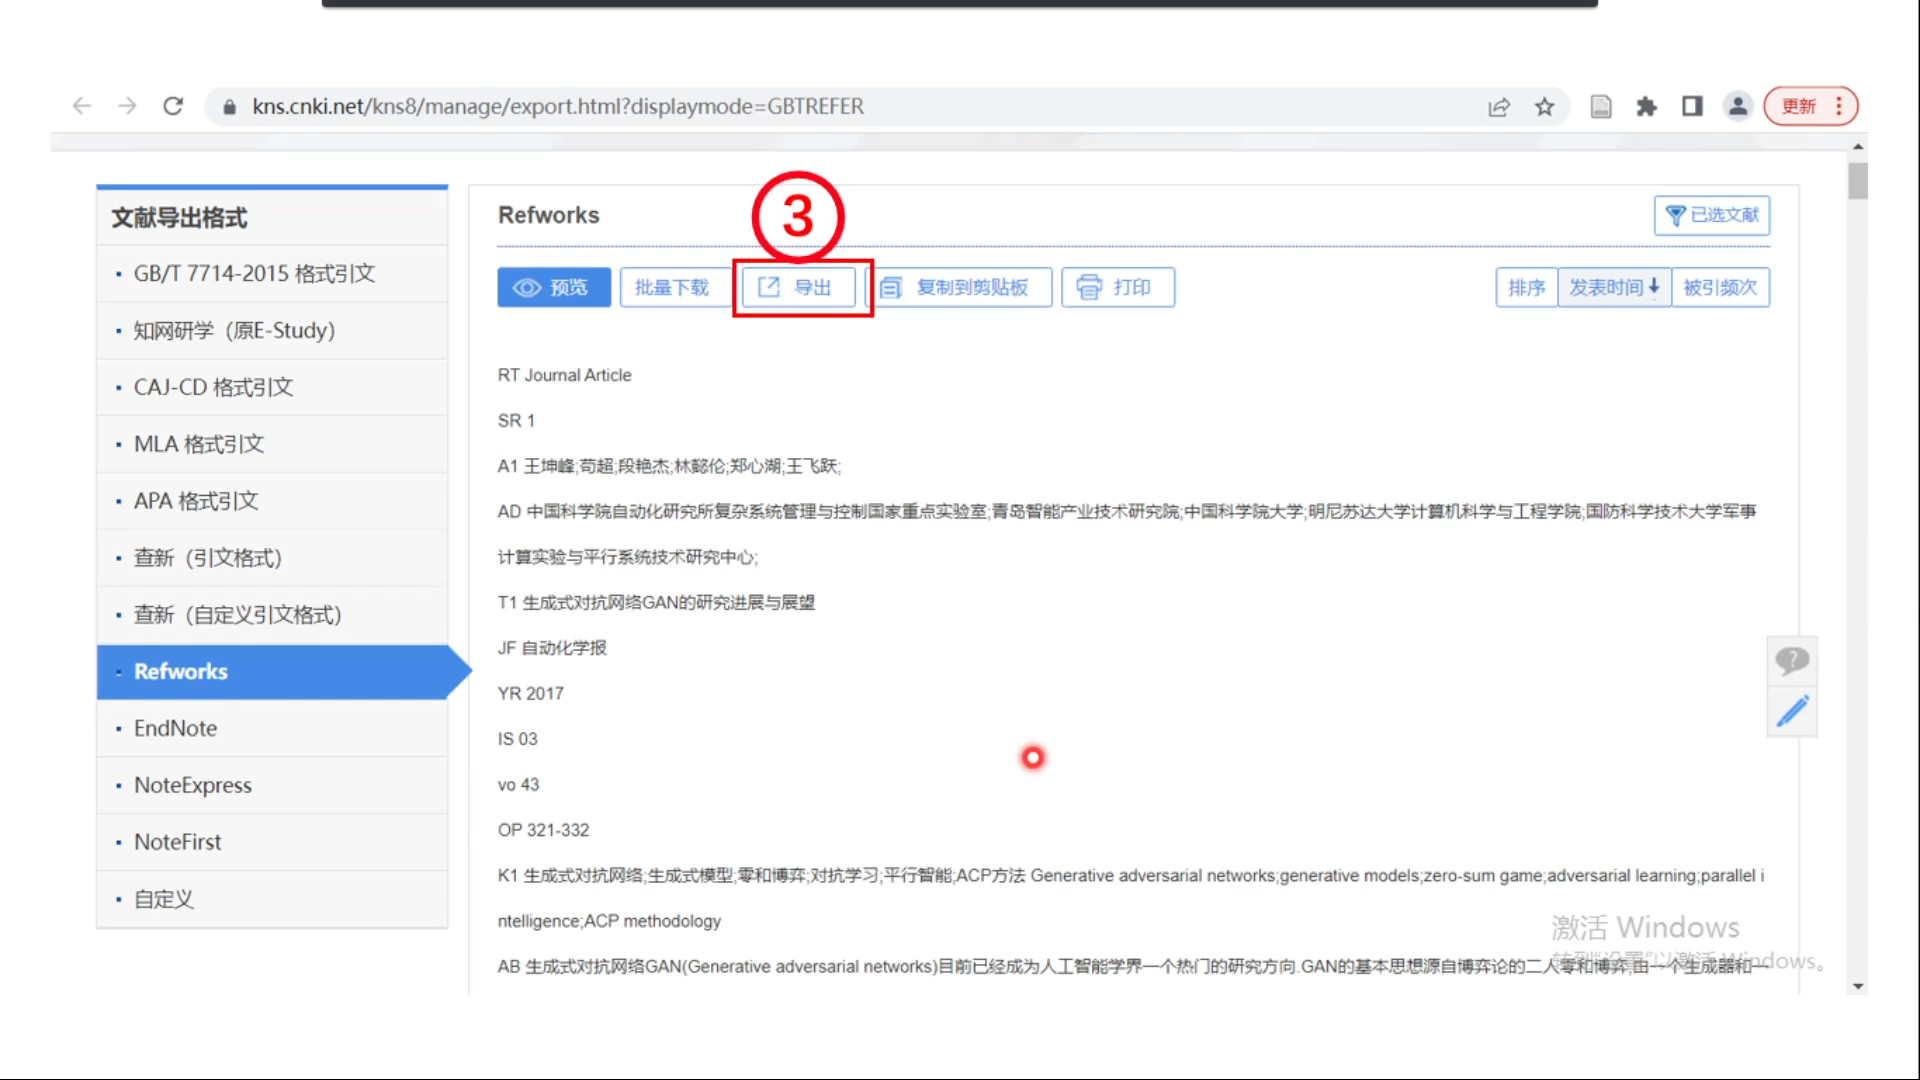 kns.cnki.net/kns8/manage/export.html?displaymode=GBTREFER
更新
文献导出格式
GB/T 7714-2015 格式引文
知网研学（原E-Study）
CAJ-CD 格式引文
MLA 格式引文
APA 格式引文
查新（引文格式）
查新（自定义引文格式）
Refworks
EndNote
NoteExpress
NoteFirst
自定义
Refworks
3
已选文献
预览 批量下载 导出 复制到剪贴板 打印 排序 发表时间 被引频次
RT Journal Article
SR 1
A1 王坤峰;苟超;段艳杰;林懿伦;郑心湖;王飞跃;
AD 中国科学院自动化研究所复杂系统管理与控制国家重点实验室;青岛智能产业技术研究院;中国科学院大学;明尼苏达大学计算机科学与工程学院;国防科学技术大学军事
计算实验与平行系统技术研究中心;
T1 生成式对抗网络GAN的研究进展与展望
JF 自动化学报
YR 2017
IS 03
vo 43
OP 321-332
K1 生成式对抗网络;生成式模型;零和博弈;对抗学习;平行智能;ACP方法 Generative adversarial networks;generative models;zero-sum game;adversarial learning;parallel i
ntelligence;ACP methodology
AB 生成式对抗网络GAN(Generative adversarial networks)目前已经成为人工智能学界一个热门的研究方向.GAN的基本思想源自博弈论的二人零和博弈,由一个生成器和一
激活 Windows
转到"设置"以激活 Windows。